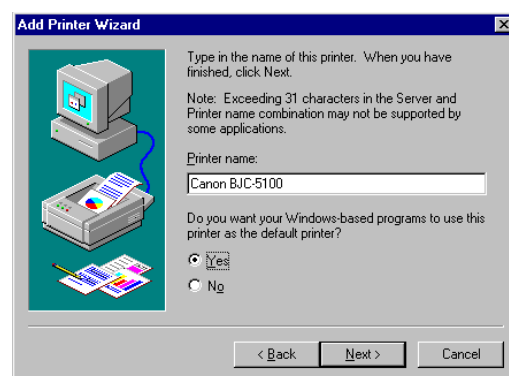 Add Printer Wizard
Type in the name of this printer. When you have
finished, click Next.
Note: Exceeding 31 characters in the Server and
Printer name combination may not be supported by
some applications.
Printer name:
Canon BJC-5100
Do you want your Windows-based programs to use this
printer as the default printer?
Yes
No
< Back Next > Cancel